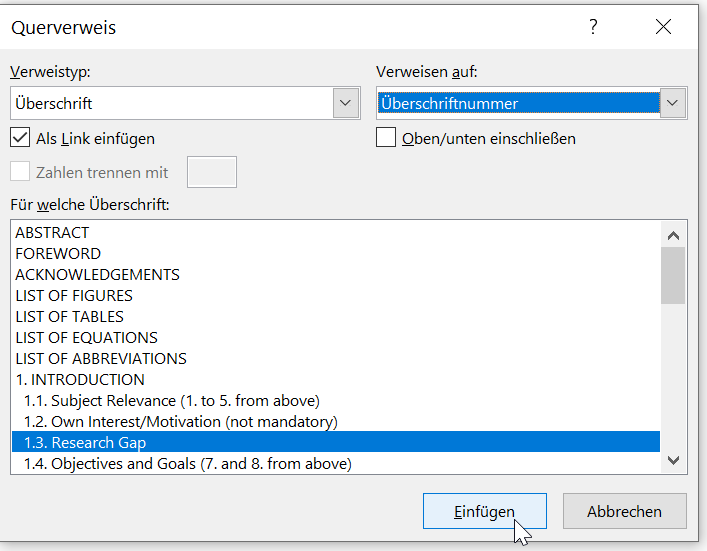 Querverweis ?
Verweistyp: Verweisen auf:
Überschrift Überschriftnummer
Als Link einfügen Oben/unten einschließen
Zahlen trennen mit
Für welche Überschrift:
ABSTRACT
FOREWORD
ACKNOWLEDGEMENTS
LIST OF FIGURES
LIST OF TABLES
LIST OF EQUATIONS
LIST OF ABBREVIATIONS
1. INTRODUCTION
1.1. Subject Relevance (1. to 5. from above)
1.2. Own Interest/Motivation (not mandatory)
1.3. Research Gap
1.4. Objectives and Goals (7. and 8. from above)
Einfügen Abbrechen